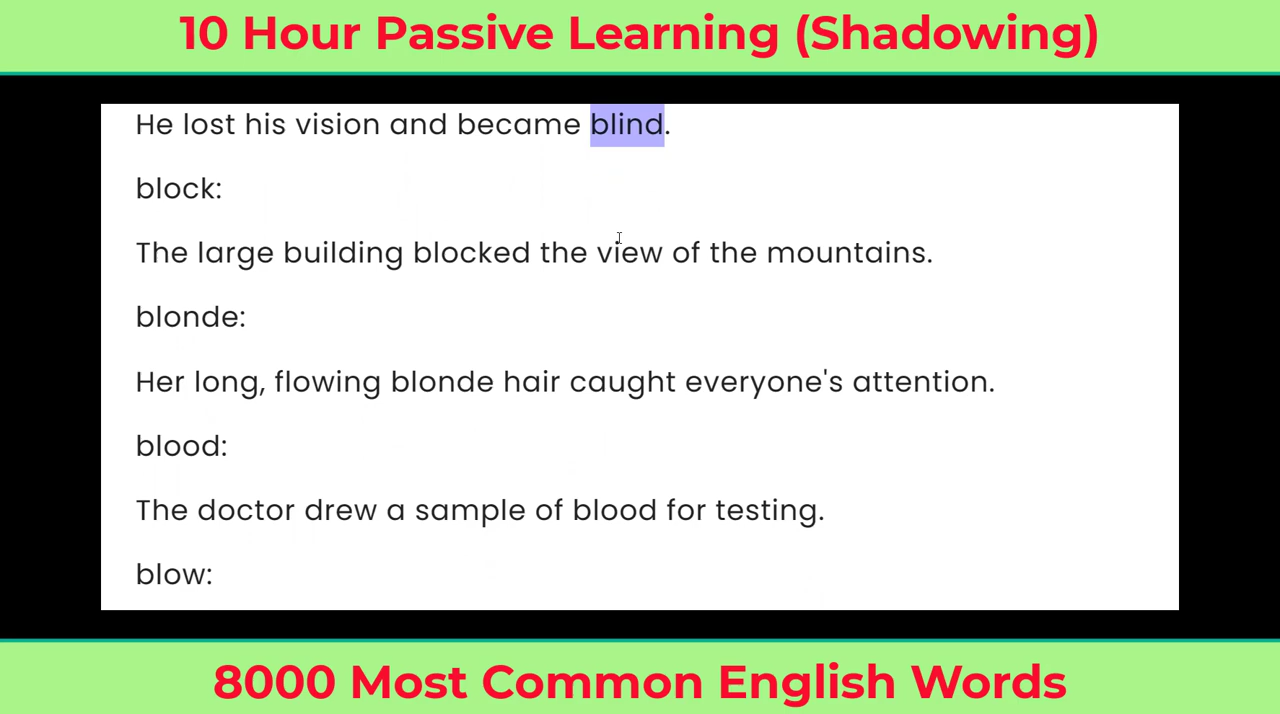 10 Hour Passive Learning (Shadowing)
He lost his vision and became blind.
block:
The large building blocked the view of the mountains.
blonde:
Her long, flowing blonde hair caught everyone's attention.
blood:
The doctor drew a sample of blood for testing.
blow:
8000 Most Common English Words